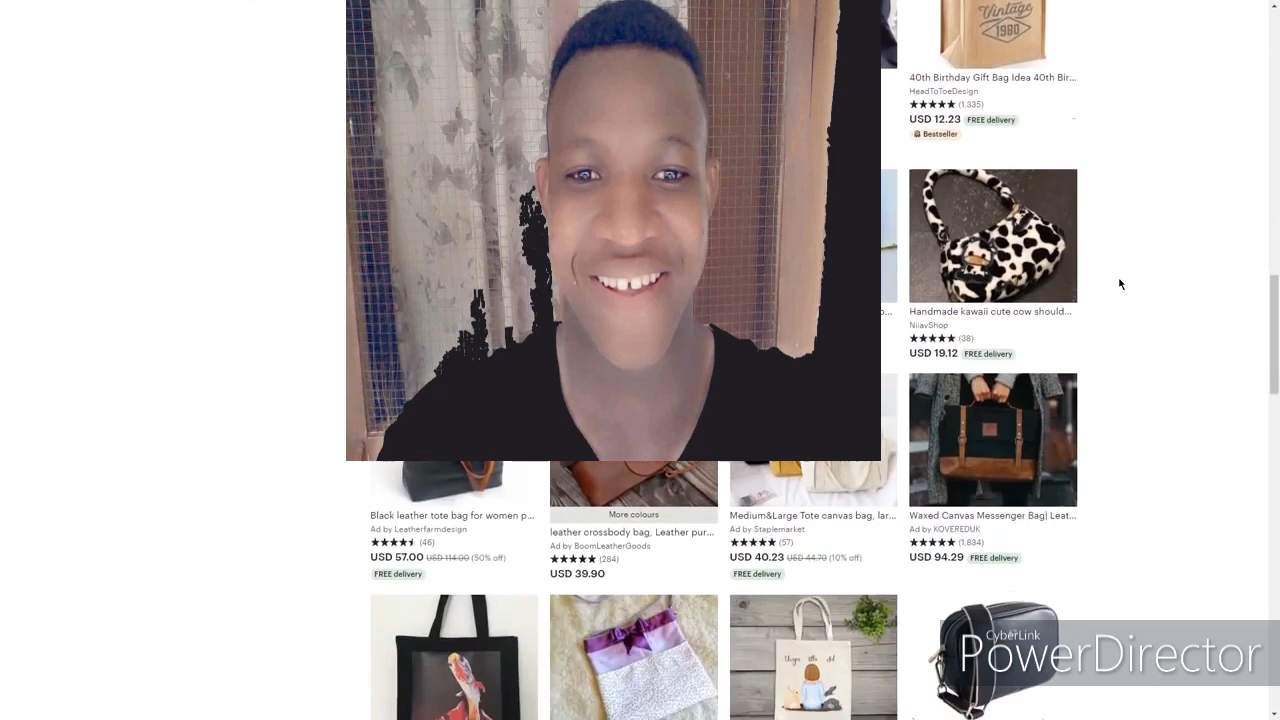 Vintage
1980
40th Birthday Gift Bag Idea 40th Bir...
HeadToToeDesign
(1,335)
USD 12.23 FREE delivery
Bestseller
Handmade kawaii cute cow should...
NiiavShop
(38)
USD 19.12 FREE delivery
Black leather tote bag for women p...
Ad by Leatherfarmdesign
(46)
USD 57.00 USD 114.00 (50% off)
FREE delivery
More colours
leather crossbody bag, Leather pur...
Ad by BoomLeatherGoods
(284)
USD 39.90
Medium&Large Tote canvas bag, lar...
Ad by Staplemarket
(57)
USD 40.23 USD 44.70 (10% off)
FREE delivery
Waxed Canvas Messenger Bag| Leat...
Ad by KOVEREDUK
(1,834)
USD 94.29 FREE delivery
CyberLink
PowerDirector